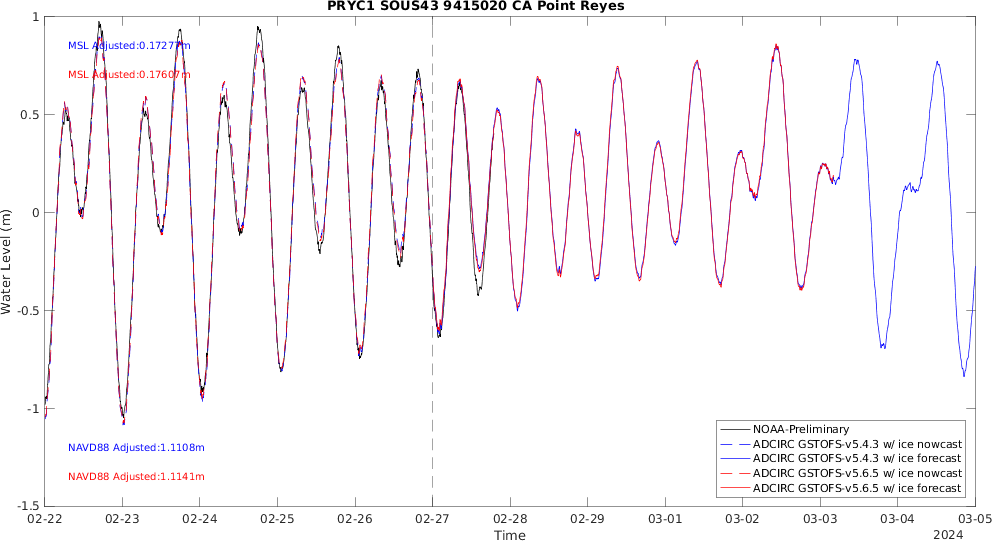 PRYC1 SOUS43 9415020 CA Point Reyes
MSL Adjusted:0.17277m
MSL Adjusted:0.17607m
NAVD88 Adjusted:1.1108m
NAVD88 Adjusted:1.1141m
Water Level (m)
1
0.5
0
-0.5
-1
-1.5
NOAA-Preliminary
ADCIRC GSTOFS-v5.4.3 w/ ice nowcast
ADCIRC GSTOFS-v5.4.3 w/ ice forecast
ADCIRC GSTOFS-v5.6.5 w/ ice nowcast
ADCIRC GSTOFS-v5.6.5 w/ ice forecast
02-22 02-23 02-24 02-25 02-26 02-27 02-28 02-29 03-01 03-02 03-03 03-04 03-05
Time
2024